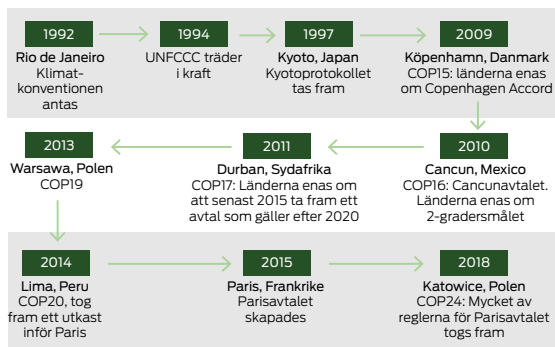 1992
Rio de Janeiro
Klimat-
konventionen
antas
1994
UNFCCC träder
i kraft
1997
Kyoto, Japan
Kyotoprotokollet
tas fram
2009
Köpenhamn, Danmark
COP15: länderna enas
om Copenhagen Accord
2010
Cancun, Mexico
COP16: Cancunavtalet.
Länderna enas om
2-gradersmålet
2011
Durban, Sydafrika
COP17: Länderna enas om
att senast 2015 ta fram ett
avtal som gäller efter 2020
2013
Warsawa, Polen
COP19
2014
Lima, Peru
COP20, tog
fram ett utkast
inför Paris
2015
Paris, Frankrike
Parisavtalet
skapades
2018
Katowice, Polen
COP24: Mycket av
reglerna för Parisavtalet
togs fram